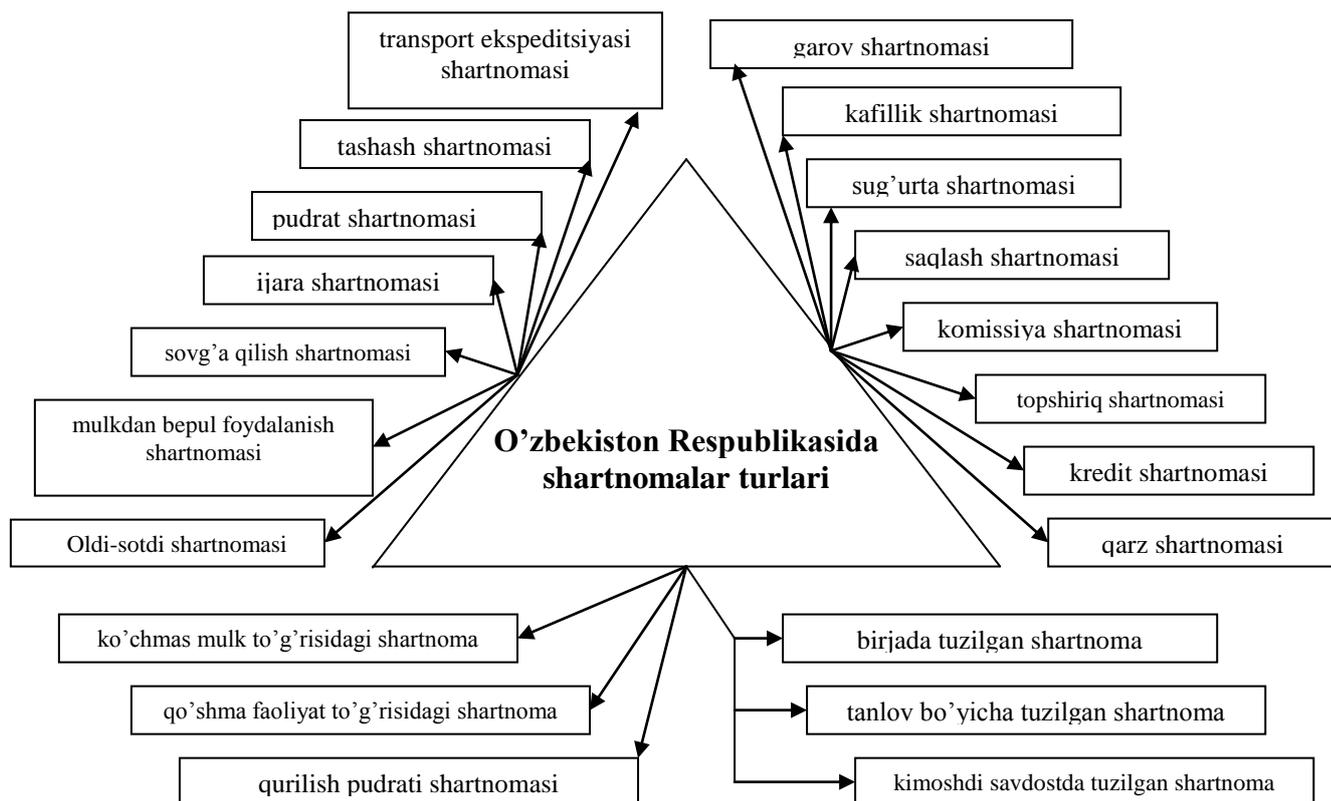 transport ekspeditsiyasi
shartnomasi
tashash shartnomasi
pudrat shartnomasi
ijara shartnomasi
sovg’a qilish shartnomasi
mulkdan bepul foydalanish
shartnomasi
Oldi-sotdi shartnomasi
garov shartnomasi
kafillik shartnomasi
sug’urta shartnomasi
saqlash shartnomasi
komissiya shartnomasi
topshiriq shartnomasi
kredit shartnomasi
qarz shartnomasi
O’zbekiston Respublikasida
shartnomalar turlari
ko’chmas mulk to’g’risidagi shartnoma
qo’shma faoliyat to’g’risidagi shartnoma
qurilish pudrati shartnomasi
birjada tuzilgan shartnoma
tanlov bo’yicha tuzilgan shartnoma
kimoshdi savdostda tuzilgan shartnoma